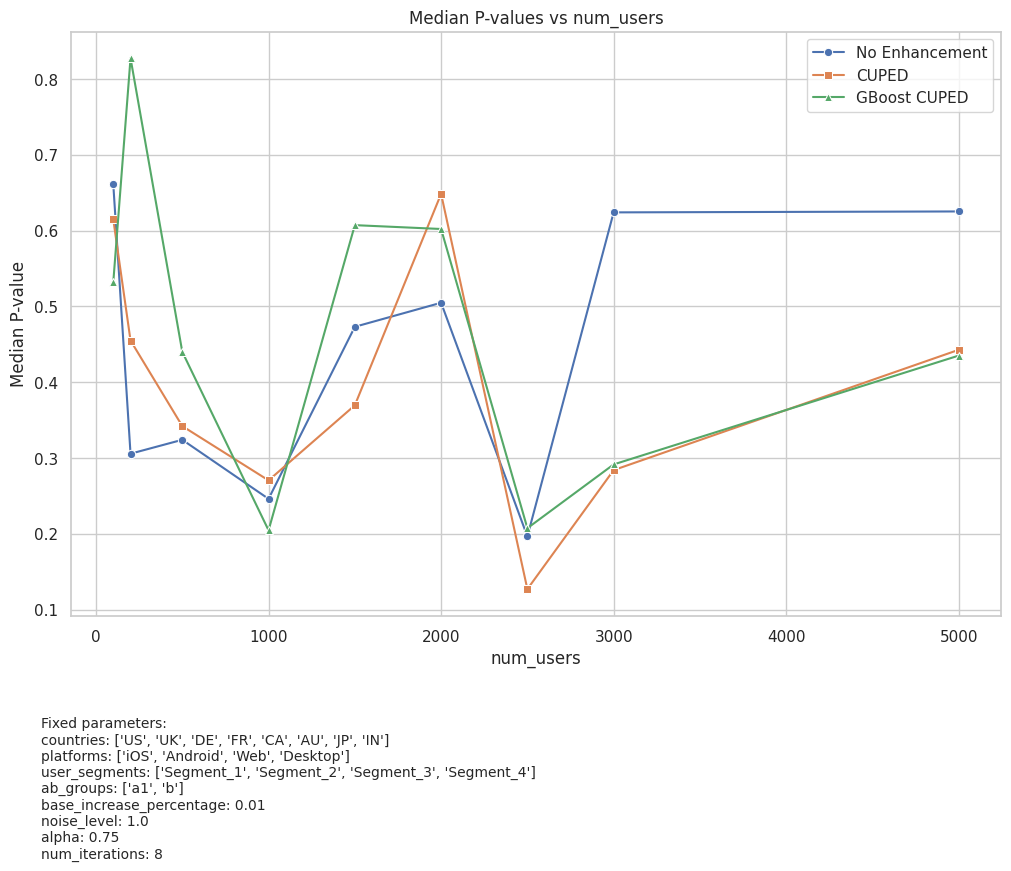 Median P-values vs num_users
No Enhancement
CUPED
GBoost CUPED
Median P-value
0.8
0.7
0.6
0.5
0.4
0.3
0.2
0.1
0
1000
2000
3000
4000
5000
num_users
Fixed parameters:
countries: ['US', 'UK', 'DE', 'FR', 'CA', 'AU', 'JP', 'IN']
platforms: ['iOS', 'Android', 'Web', 'Desktop']
user_segments: ['Segment_1', 'Segment_2', 'Segment_3', 'Segment_4']
ab_groups: ['a1', 'b']
base_increase_percentage: 0.01
noise_level: 1.0
alpha: 0.75
num_iterations: 8